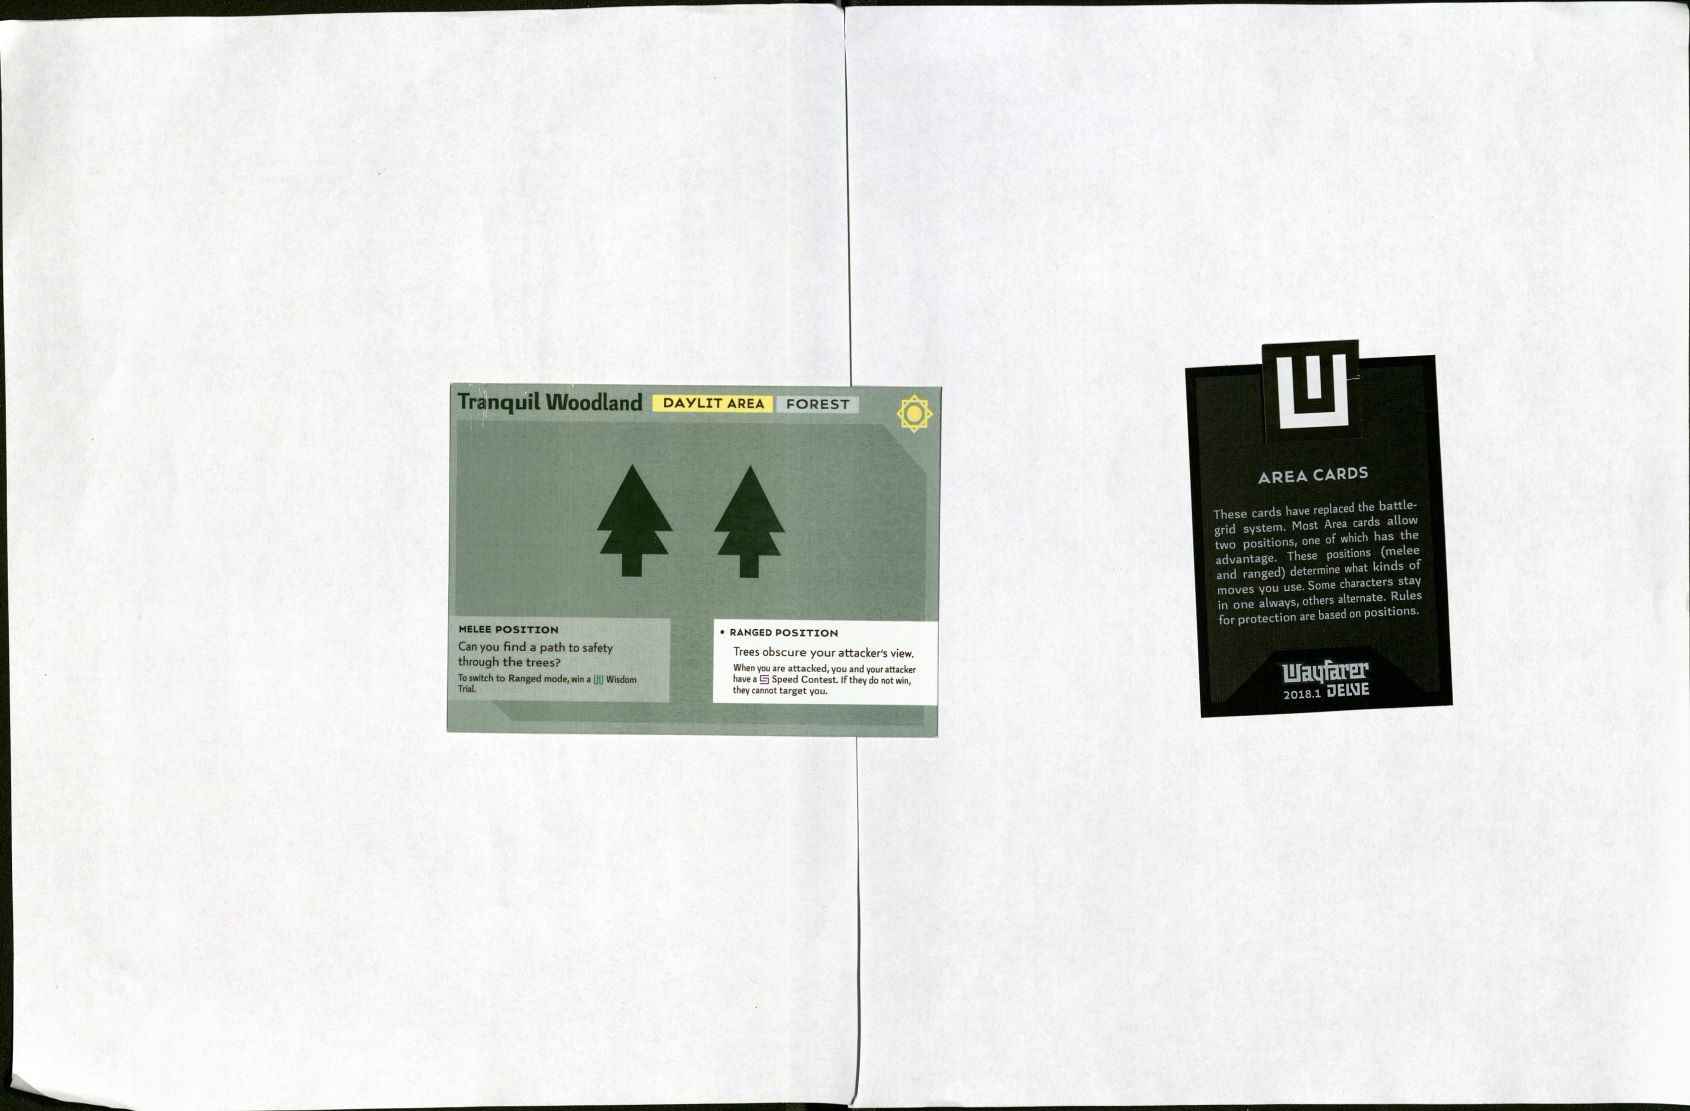 Tranquil Woodland DAYLIT AREA FOREST
MELEE POSITION
Can you find a path to safety
through the trees?
To switch to Ranged mode, win a Wisdom
Trial.
• RANGED POSITION
Trees obscure your attacker's view.
When you are attacked, you and your attacker
have a Speed Contest. If they do not win,
they cannot target you.
AREA CARDS
These cards have replaced the battle-
grid system. Most Area cards allow
two positions, one of which has the
advantage. These positions (melee
and ranged) determine what kinds of
moves you use. Some characters stay
in one always, others alternate. Rules
for protection are based on positions.
Wayfarer
2018.1 DELVE